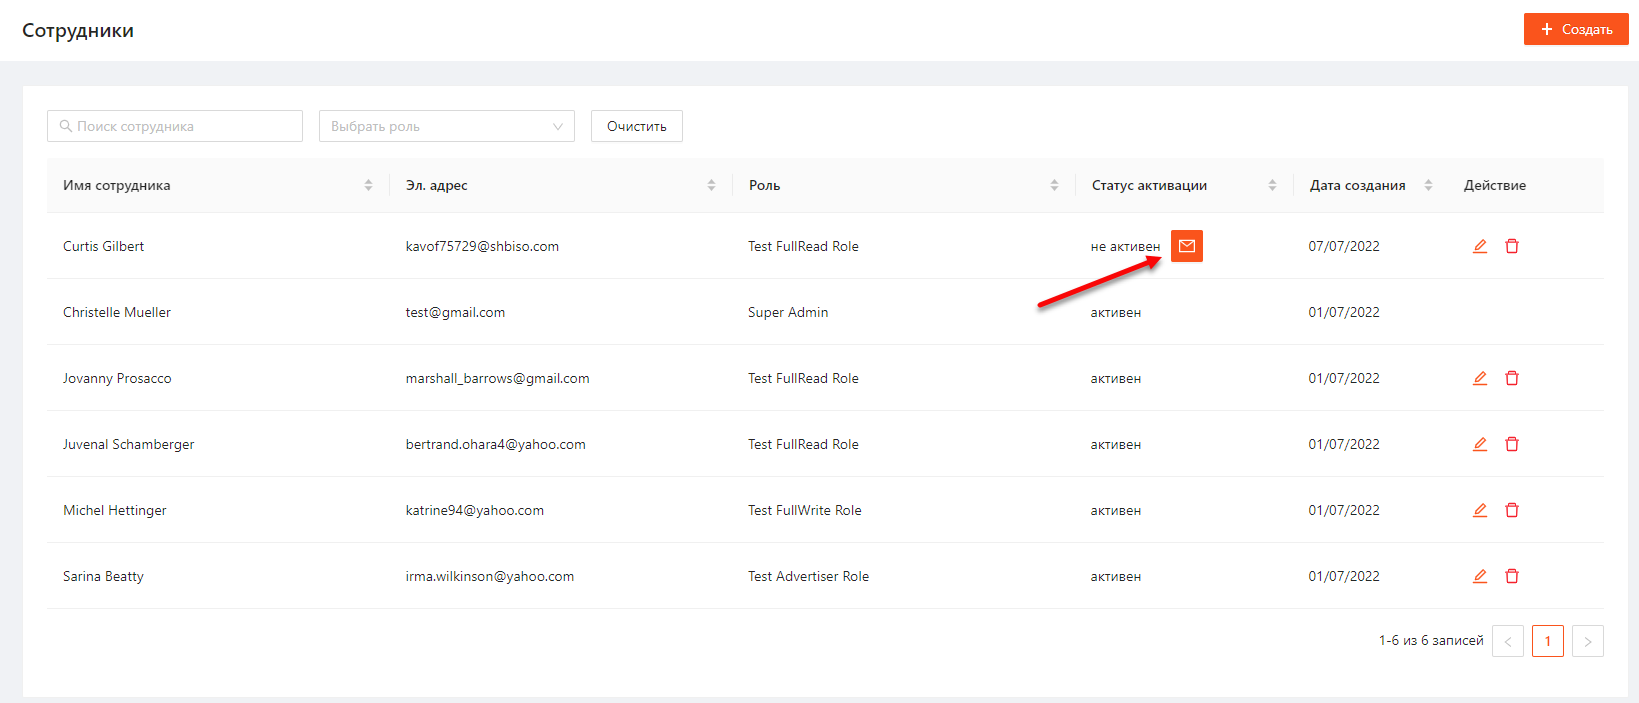 Сотрудники
Создать
Поиск сотрудника
Выбрать роль
Очистить
Имя сотрудника Эл. адрес Роль Статус активации Дата создания Действие
Curtis Gilbert kavof75729@shbiso.com Test FullRead Role не активен 07/07/2022
Christelle Mueller test@gmail.com Super Admin активен 01/07/2022
Jovanny Prosacco marshall_barrows@gmail.com Test FullRead Role активен 01/07/2022
Juvenal Schamberger bertrand.ohara4@yahoo.com Test FullRead Role активен 01/07/2022
Michel Hettinger katrine94@yahoo.com Test FullWrite Role активен 01/07/2022
Sarina Beatty irma.wilkinson@yahoo.com Test Advertiser Role активен 01/07/2022
1-6 из 6 записей < 1 >